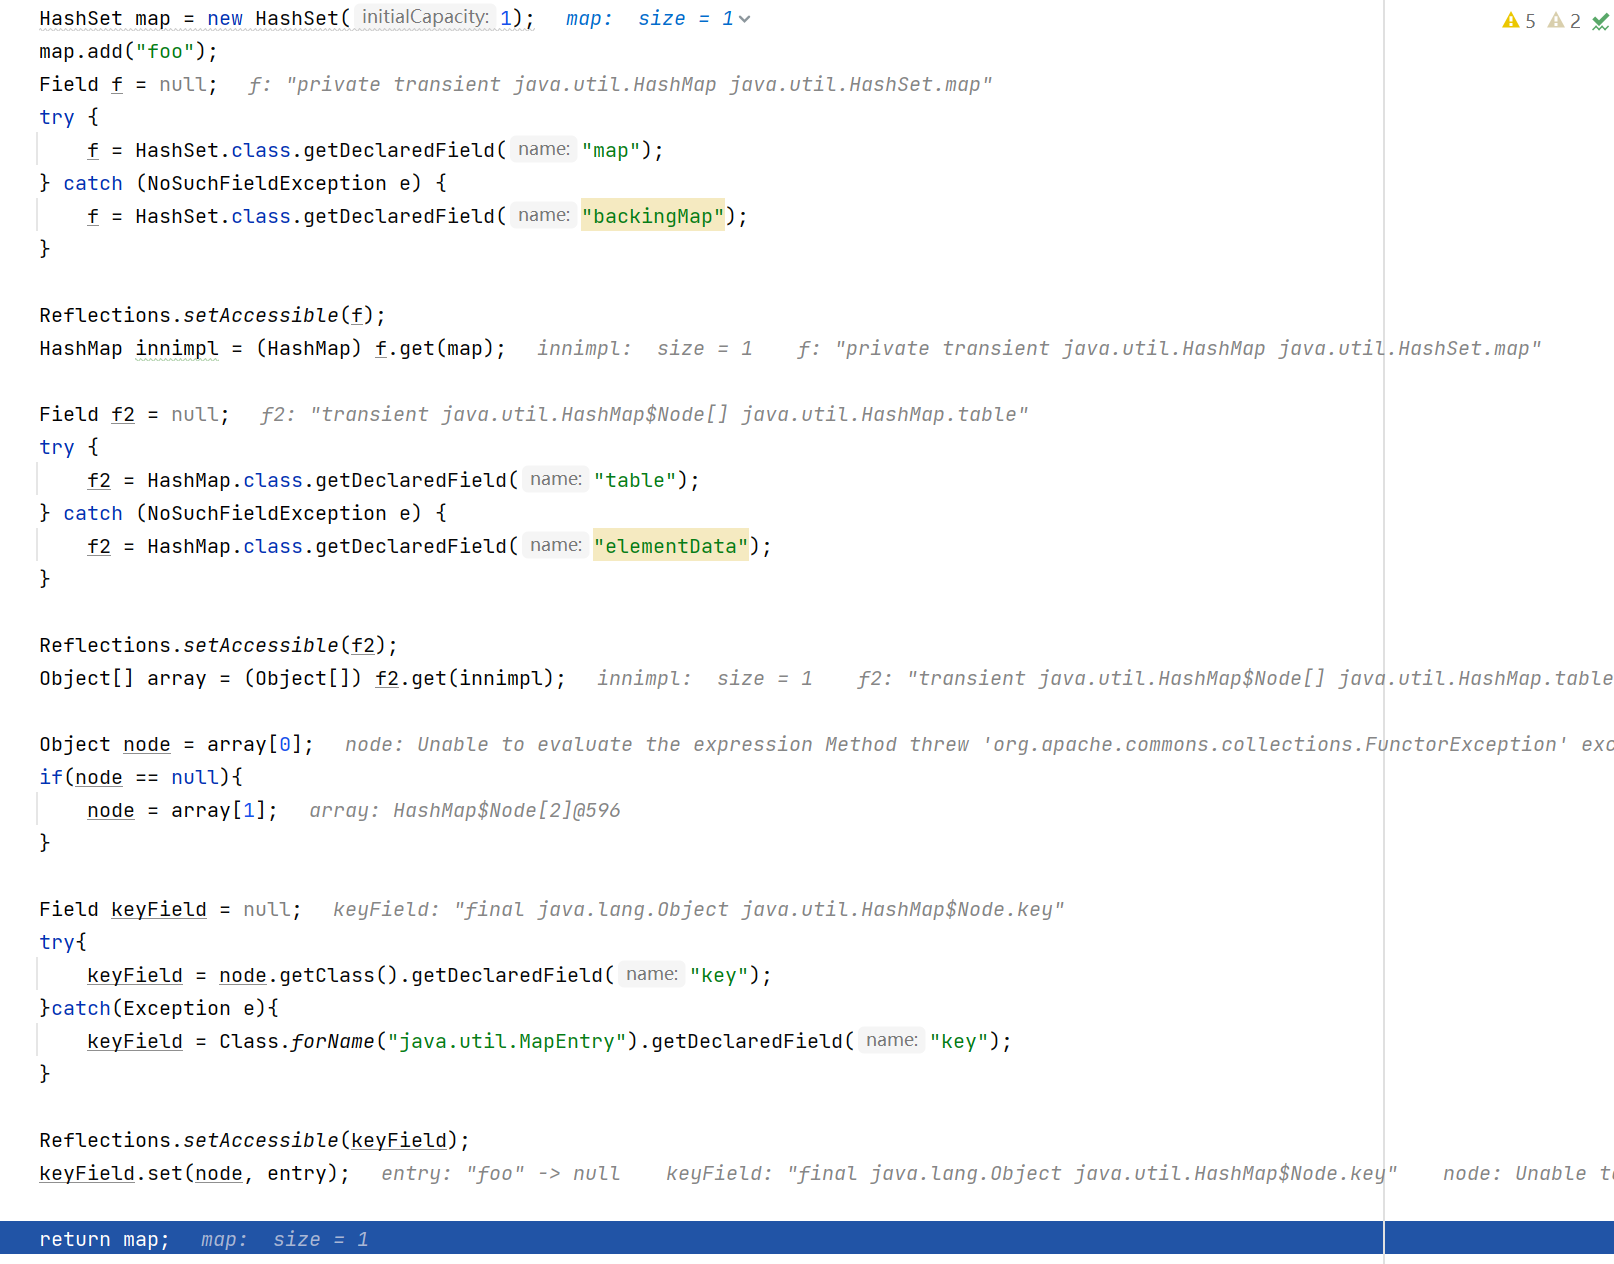 HashSet map = new HashSet( initialCapacity: 1);   map:  size = 1
5 2
map.add("foo");
Field f = null;   f: "private transient java.util.HashMap java.util.HashSet.map"
try {
    f = HashSet.class.getDeclaredField( name: "map");
} catch (NoSuchFieldException e) {
    f = HashSet.class.getDeclaredField( name: "backingMap");
}
Reflections.setAccessible(f);
HashMap innimpl = (HashMap) f.get(map);   innimpl:  size = 1    f: "private transient java.util.HashMap java.util.HashSet.map"
Field f2 = null;   f2: "transient java.util.HashMap$Node[] java.util.HashMap.table"
try {
    f2 = HashMap.class.getDeclaredField( name: "table");
} catch (NoSuchFieldException e) {
    f2 = HashMap.class.getDeclaredField( name: "elementData");
}
Reflections.setAccessible(f2);
Object[] array = (Object[]) f2.get(innimpl);   innimpl:  size = 1    f2: "transient java.util.HashMap$Node[] java.util.HashMap.table
Object node = array[0];   node: Unable to evaluate the expression Method threw 'org.apache.commons.collections.FunctorException' exc
if(node == null){
    node = array[1];   array: HashMap$Node[2]@596
}
Field keyField = null;   keyField: "final java.lang.Object java.util.HashMap$Node.key"
try{
    keyField = node.getClass().getDeclaredField( name: "key");
}catch(Exception e){
    keyField = Class.forName("java.util.MapEntry").getDeclaredField( name: "key");
}
Reflections.setAccessible(keyField);
keyField.set(node, entry);   entry: "foo" -> null    keyField: "final java.lang.Object java.util.HashMap$Node.key"    node: Unable to
return map;   map:  size = 1